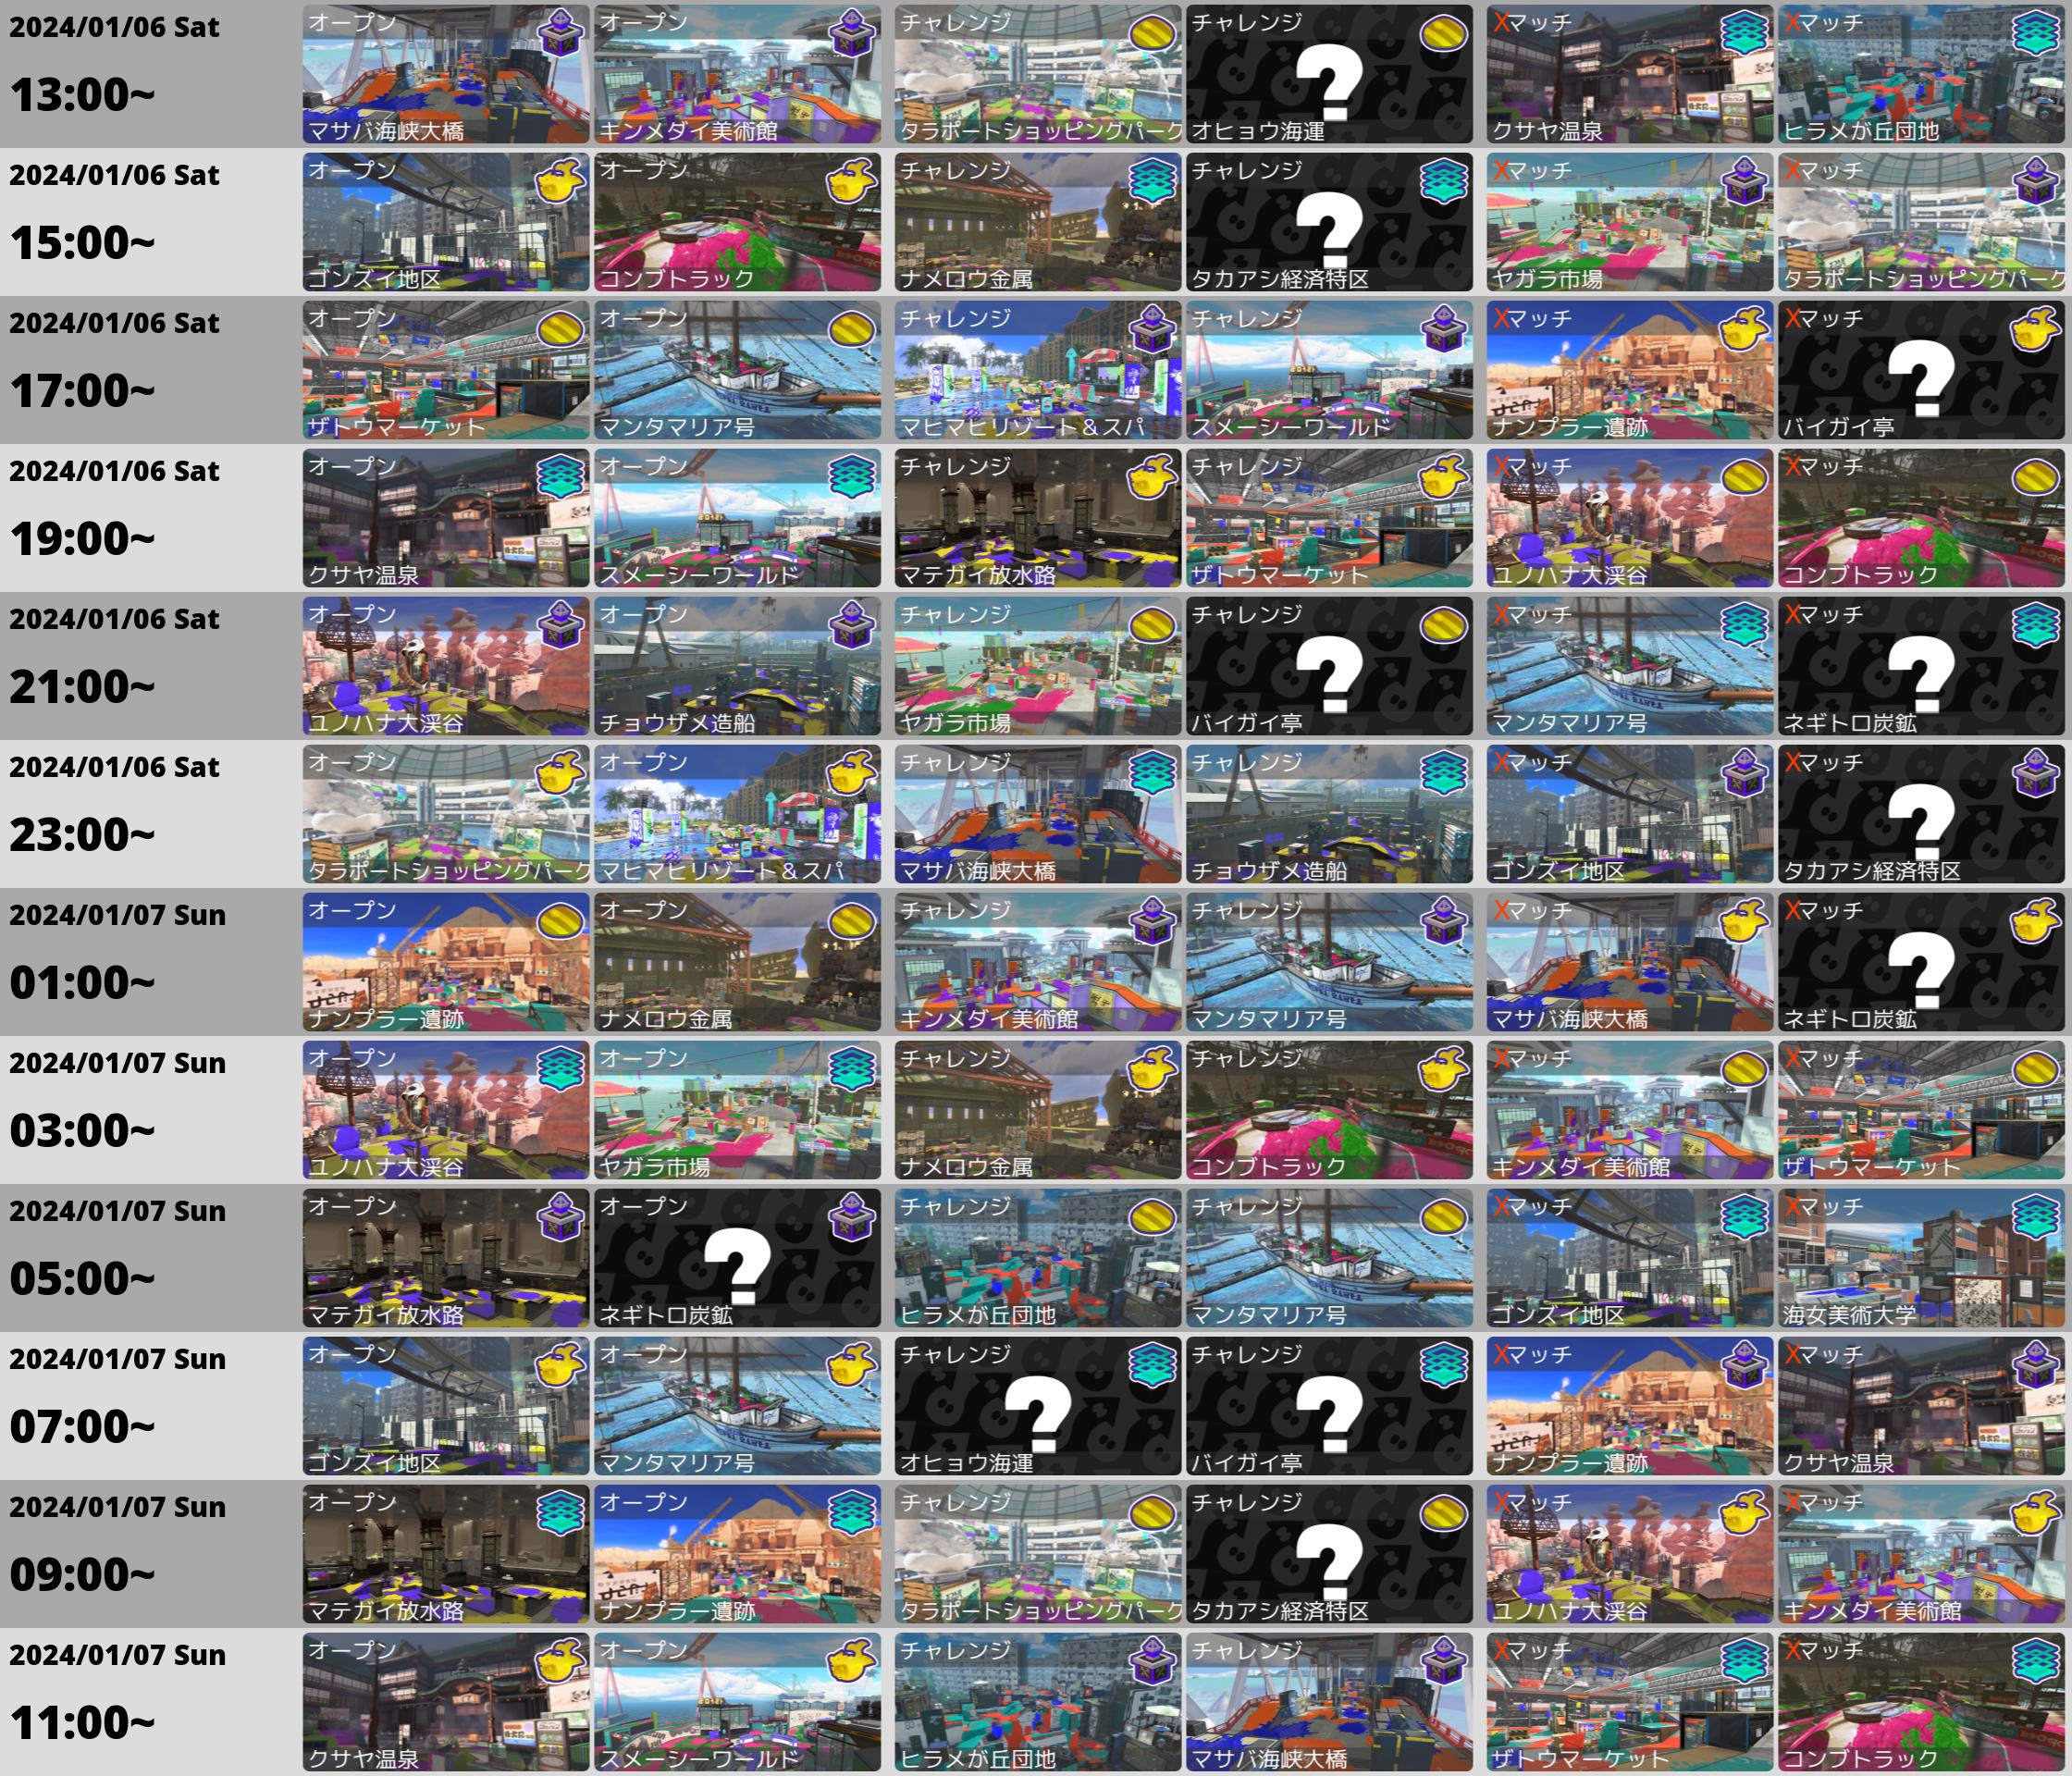 2024/01/06 Sat
13:00~
オープン
マサバ海峡大橋
オープン
キンメダイ美術館
チャレンジ
タラポートショッピングパーク
チャレンジ
?
オヒョウ海運
Xマッチ
クサヤ温泉
Xマッチ
ヒラメが丘団地
2024/01/06 Sat
15:00~
オープン
ゴンズイ地区
オープン
コンブトラック
チャレンジ
ナメロウ金属
チャレンジ
?
タカアシ経済特区
Xマッチ
ヤガラ市場
Xマッチ
タラポートショッピングパーク
2024/01/06 Sat
17:00~
オープン
ザトウマーケット
オープン
マンタマリア号
チャレンジ
マヒマヒリゾート&スパ
チャレンジ
スメーシーワールド
Xマッチ
ナンプラー遺跡
Xマッチ
?
バイガイ亭
2024/01/06 Sat
19:00~
オープン
クサヤ温泉
オープン
スメーシーワールド
チャレンジ
マテガイ放水路
チャレンジ
ザトウマーケット
Xマッチ
ユノハナ大渓谷
Xマッチ
コンブトラック
2024/01/06 Sat
21:00~
オープン
ユノハナ大渓谷
オープン
チョウザメ造船
チャレンジ
ヤガラ市場
チャレンジ
?
バイガイ亭
Xマッチ
マンタマリア号
Xマッチ
?
ネギトロ炭鉱
2024/01/06 Sat
23:00~
オープン
タラポートショッピングパーク
オープン
マヒマヒリゾート&スパ
チャレンジ
マサバ海峡大橋
チャレンジ
チョウザメ造船
Xマッチ
ゴンズイ地区
Xマッチ
?
タカアシ経済特区
2024/01/07 Sun
01:00~
オープン
ナンプラー遺跡
オープン
ナメロウ金属
チャレンジ
キンメダイ美術館
チャレンジ
マンタマリア号
Xマッチ
マサバ海峡大橋
Xマッチ
?
ネギトロ炭鉱
2024/01/07 Sun
03:00~
オープン
ユノハナ大渓谷
オープン
ヤガラ市場
チャレンジ
ナメロウ金属
チャレンジ
コンブトラック
Xマッチ
キンメダイ美術館
Xマッチ
ザトウマーケット
2024/01/07 Sun
05:00~
オープン
マテガイ放水路
オープン
?
ネギトロ炭鉱
チャレンジ
ヒラメが丘団地
チャレンジ
マンタマリア号
Xマッチ
ゴンズイ地区
Xマッチ
海女美術大学
2024/01/07 Sun
07:00~
オープン
ゴンズイ地区
オープン
マンタマリア号
チャレンジ
?
オヒョウ海運
チャレンジ
?
バイガイ亭
Xマッチ
ナンプラー遺跡
Xマッチ
クサヤ温泉
2024/01/07 Sun
09:00~
オープン
マテガイ放水路
オープン
ナンプラー遺跡
チャレンジ
タラポートショッピングパーク
チャレンジ
?
タカアシ経済特区
Xマッチ
ユノハナ大渓谷
Xマッチ
キンメダイ美術館
2024/01/07 Sun
11:00~
オープン
クサヤ温泉
オープン
スメーシーワールド
チャレンジ
ヒラメが丘団地
チャレンジ
マサバ海峡大橋
Xマッチ
ザトウマーケット
Xマッチ
コンブトラック